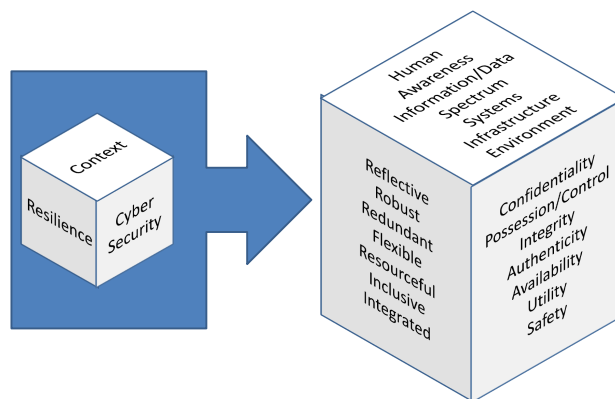 Context
Resilience
Cyber
Security
Human
Awareness
Information/Data
Spectrum
Systems
Infrastructure
Environment
Reflective
Robust
Redundant
Flexible
Resourceful
Inclusive
Integrated
Confidentiality
Possession/Control
Integrity
Authenticity
Availability
Utility
Safety